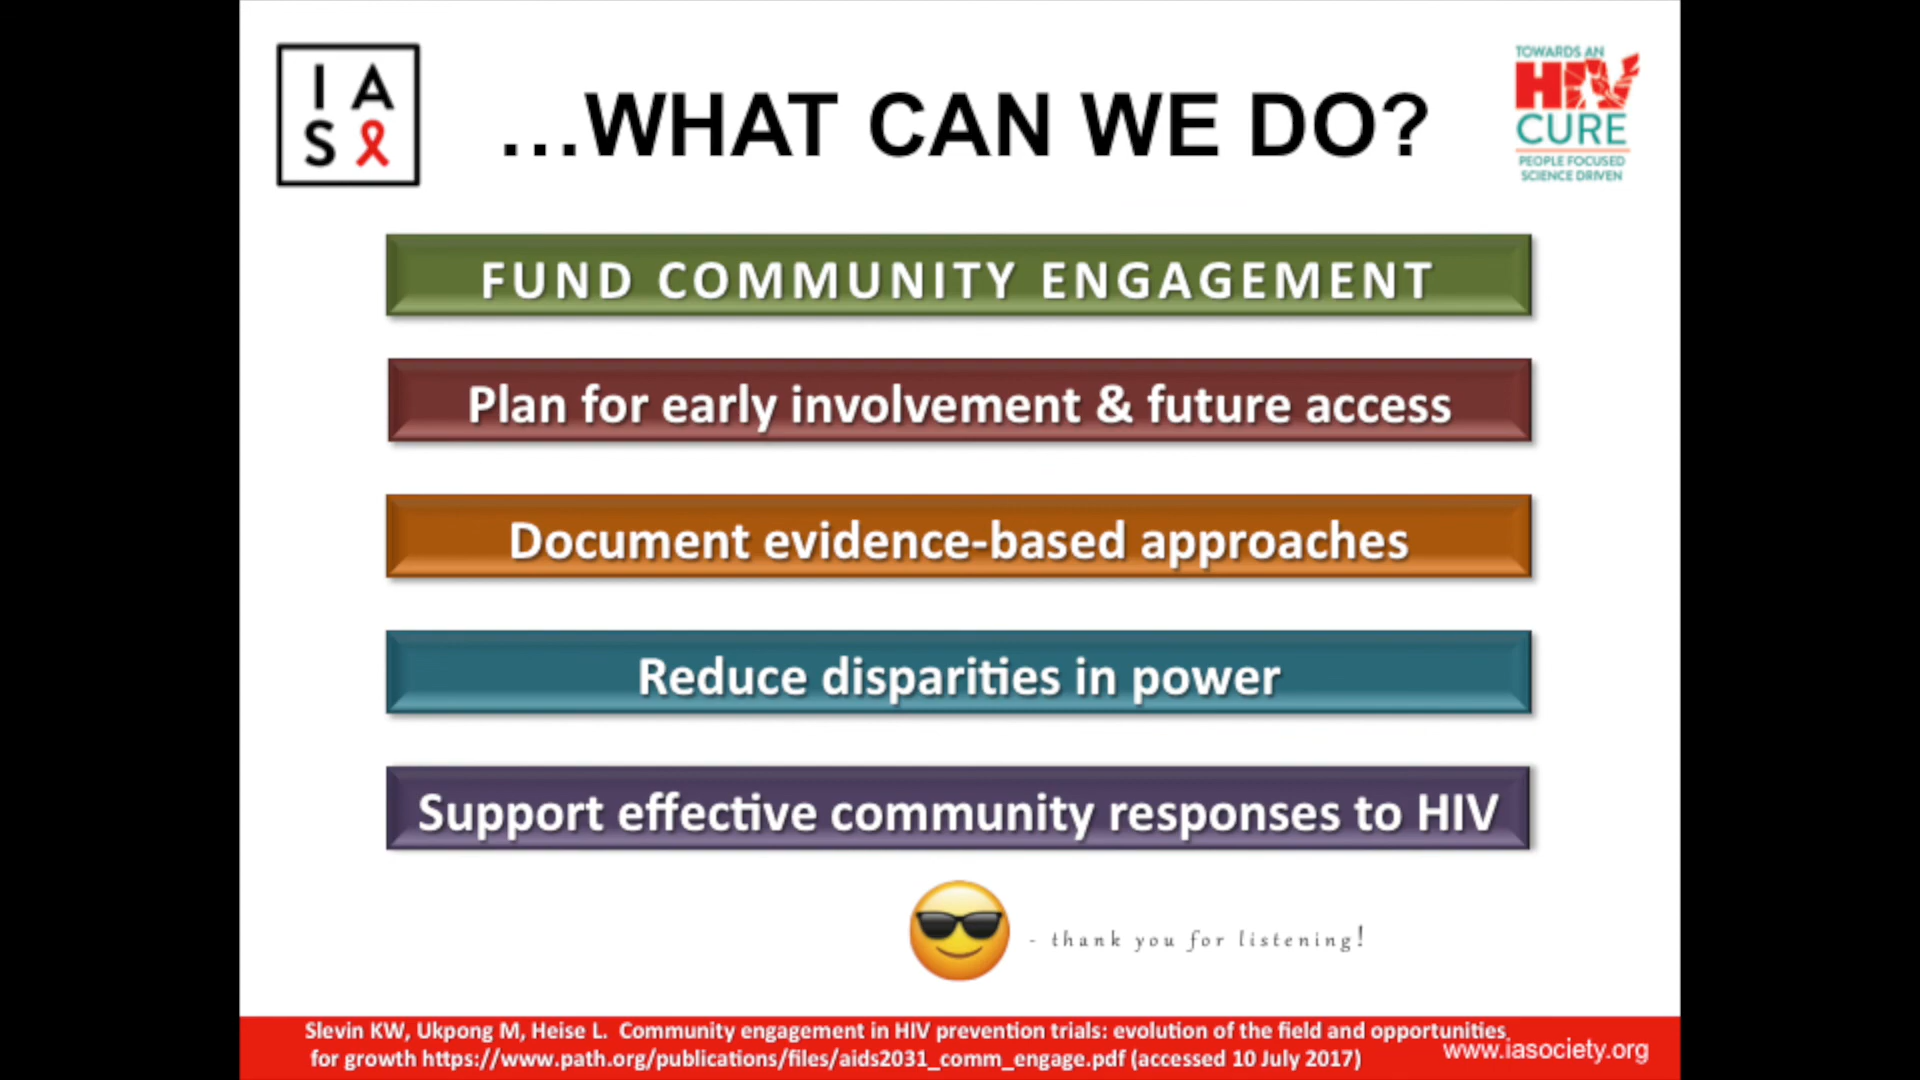 I A
S
...WHAT CAN WE DO?
TOWARDS AN
HIV
CURE
PEOPLE FOCUSED
SCIENCE DRIVEN
FUND COMMUNITY ENGAGEMENT
Plan for early involvement & future access
Document evidence-based approaches
Reduce disparities in power
Support effective community responses to HIV
- thank you for listening!
Slevin KW, Ukpong M, Heise L. Community engagement in HIV prevention trials: evolution of the field and opportunities
for growth https://www.path.org/publications/files/aids2031_comm_engage.pdf (accessed 10 July 2017)
www.iasociety.org